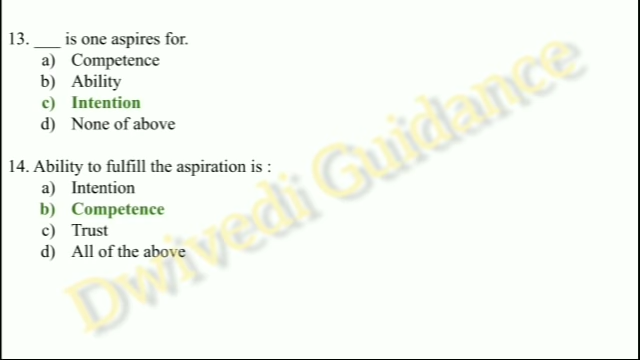 13. ___ is one aspires for.
a) Competence
b) Ability
c) Intention
d) None of above
14. Ability to fulfill the aspiration is :
a) Intention
b) Competence
c) Trust
d) All of the above
Dwivedi Guidance